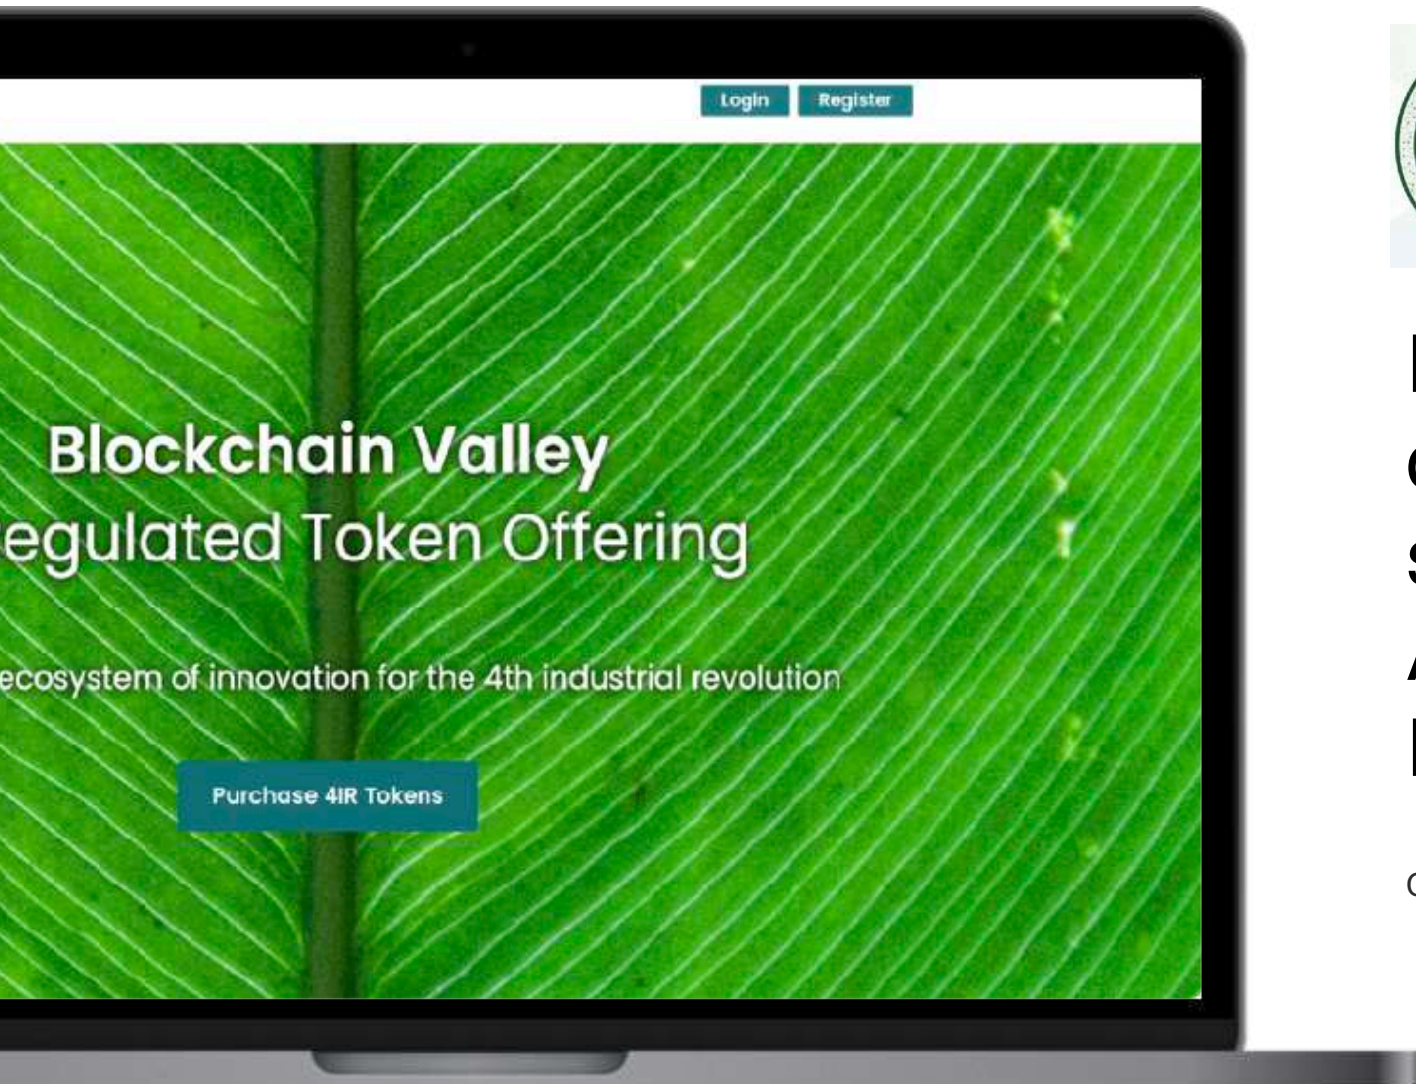 Login Register
Blockchain Valley
egulated Token Offering
ecosystem of innovation for the 4th industrial revolution
Purchase 4IR Tokens